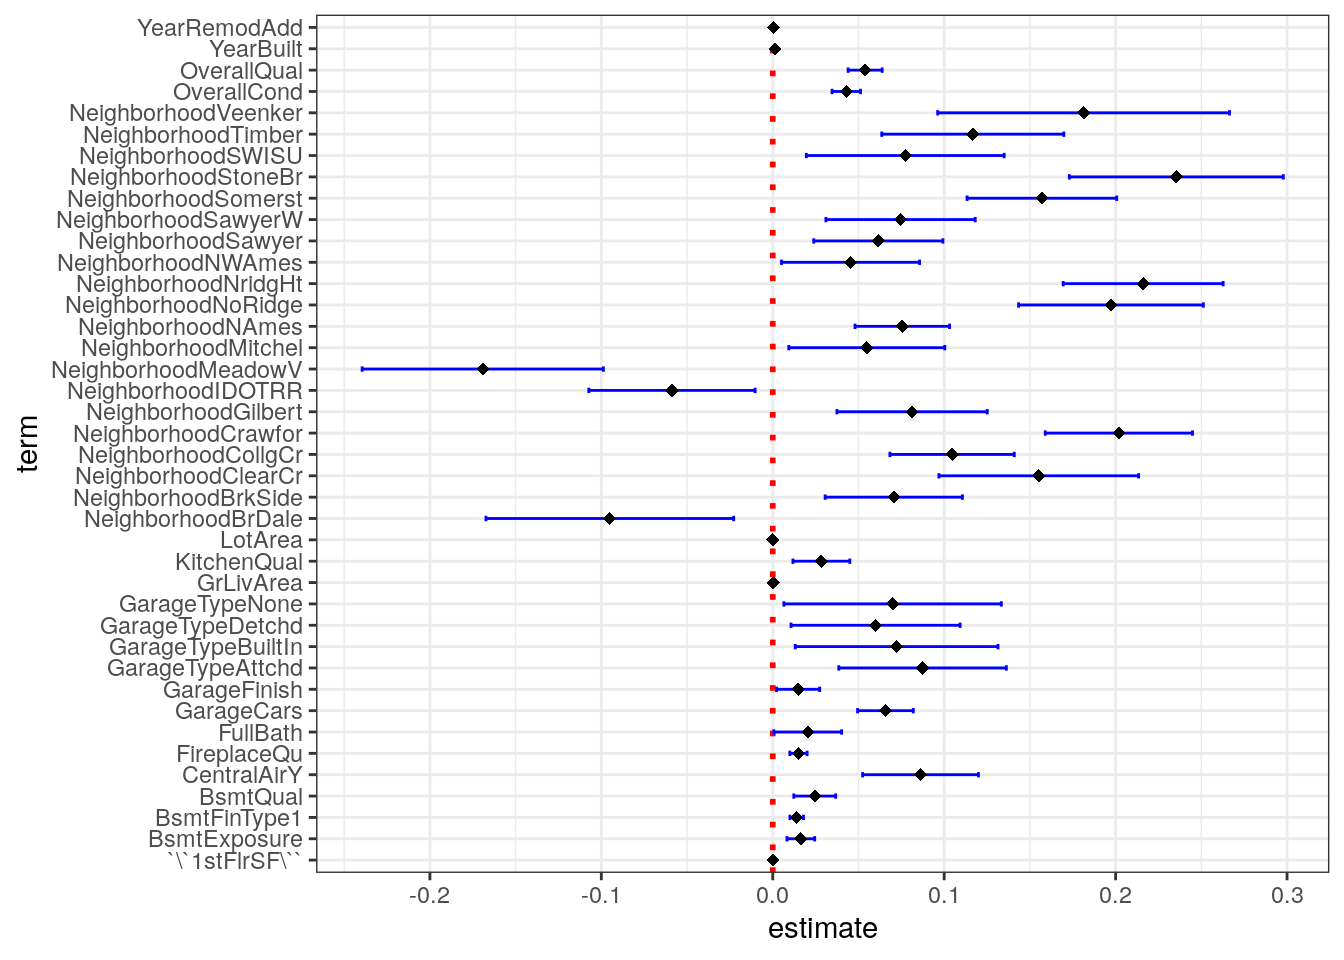 YearRemodAdd
YearBuilt
OverallQual
OverallCond
NeighborhoodVeenker
NeighborhoodTimber
NeighborhoodSWISU
NeighborhoodStoneBr
NeighborhoodSomerst
NeighborhoodSawyerW
NeighborhoodSawyer
NeighborhoodNWAmes
NeighborhoodNridgHt
NeighborhoodNoRidge
NeighborhoodNAmes
NeighborhoodMitchel
NeighborhoodMeadowV
NeighborhoodIDOTRR
NeighborhoodGilbert
NeighborhoodCrawfor
NeighborhoodCollgCr
NeighborhoodClearCr
NeighborhoodBrkSide
NeighborhoodBrDale
LotArea
KitchenQual
GrLivArea
GarageTypeNone
GarageTypeDetchd
GarageTypeBuiltIn
GarageTypeAttchd
GarageFinish
GarageCars
FullBath
FireplaceQu
CentralAirY
BsmtQual
BsmtFinType1
BsmtExposure
`\`1stFlrSF\``
term
-0.2 -0.1 0.0 0.1 0.2 0.3
estimate